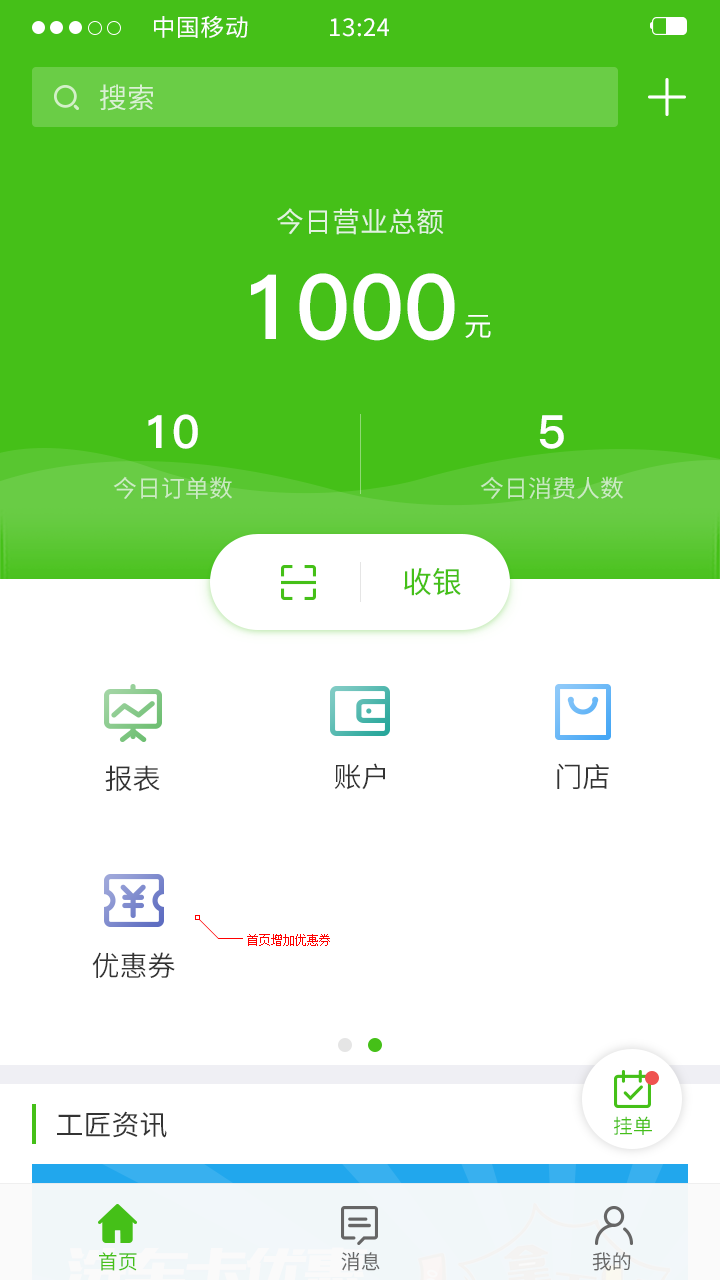 中国移动 13:24
搜索
今日营业总额
1000 元
10 5
今日订单数 今日消费人数
收银
报表 账户 门店
优惠券
首页增加优惠券
工匠资讯
挂单
首页 消息 我的